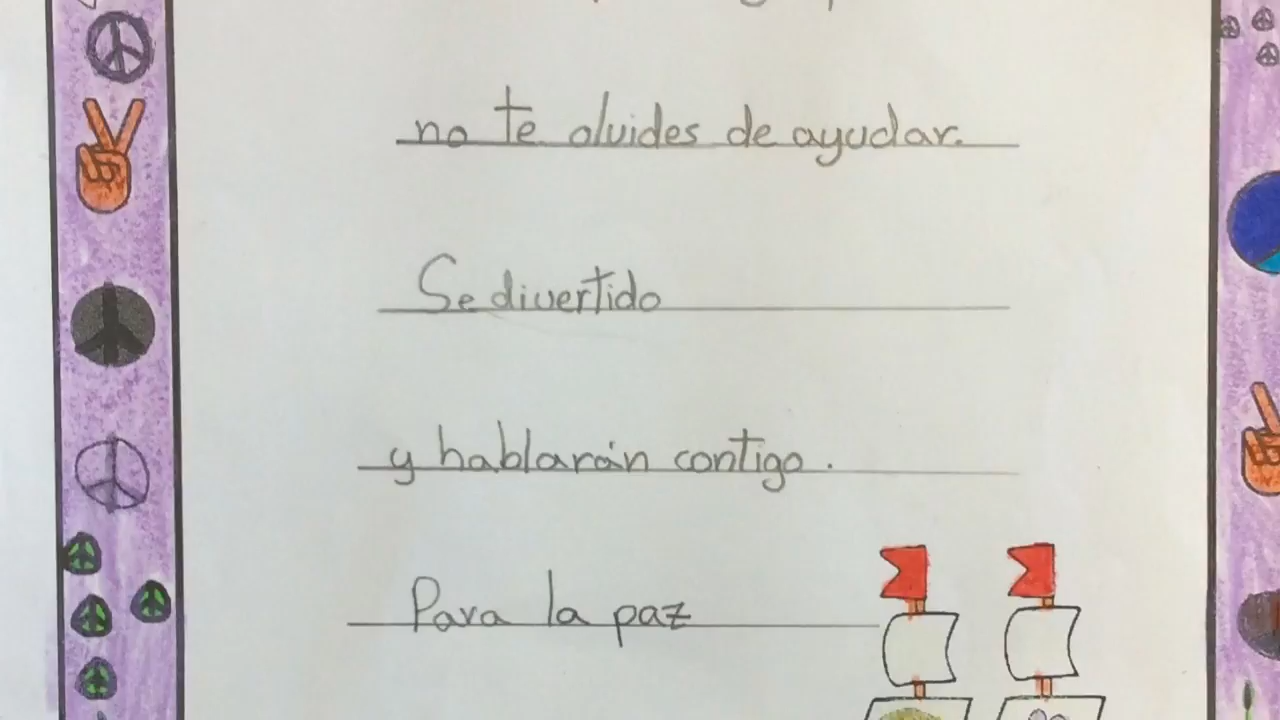 no te olvides de ayudar.
Se divertido
y hablarán contigo.
Para la paz